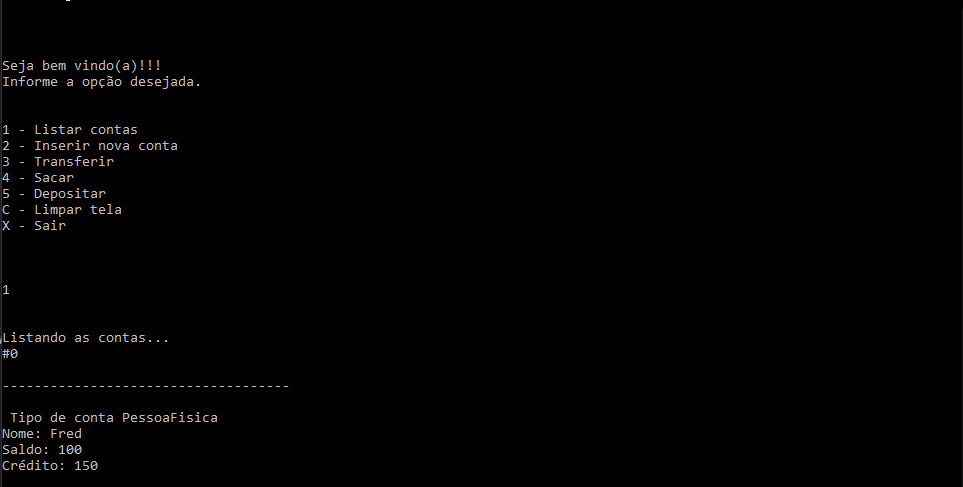 Seja bem vindo(a)!!!
Informe a opção desejada.
1 - Listar contas
2 - Inserir nova conta
3 - Transferir
4 - Sacar
5 - Depositar
C - Limpar tela
X - Sair
1
Listando as contas...
#0
------------------------------------
Tipo de conta PessoaFisica
Nome: Fred
Saldo: 100
Crédito: 150